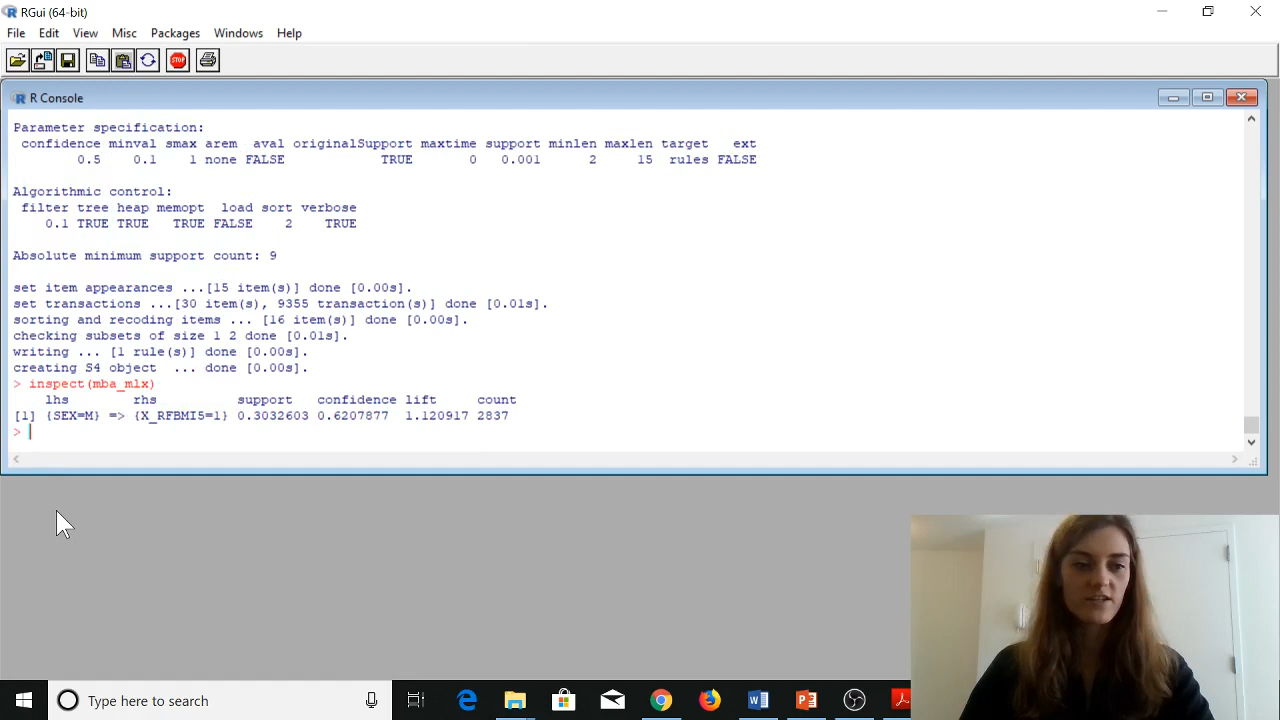 RGui (64-bit)
File Edit View Misc Packages Windows Help
STOP
R Console
Parameter specification:
confidence minval smax arem aval originalSupport maxtime support minlen maxlen target ext
0.5 0.1 1 none FALSE TRUE 0 0.001 2 15 rules FALSE
Algorithmic control:
filter tree heap memopt load sort verbose
0.1 TRUE TRUE TRUE FALSE 2 TRUE
Absolute minimum support count: 9
set item appearances ...[15 item(s)] done [0.00s].
set transactions ...[30 item(s), 9355 transaction(s)] done [0.01s].
sorting and recoding items ... [16 item(s)] done [0.00s].
checking subsets of size 1 2 done [0.01s].
writing ... [1 rule(s)] done [0.00s].
creating S4 object ... done [0.00s].
> inspect(mba_mlx)
lhs rhs support confidence lift count
[1] {SEX=M} => {X_RFBMI5=1} 0.3032603 0.6207877 1.120917 2837
>
Type here to search